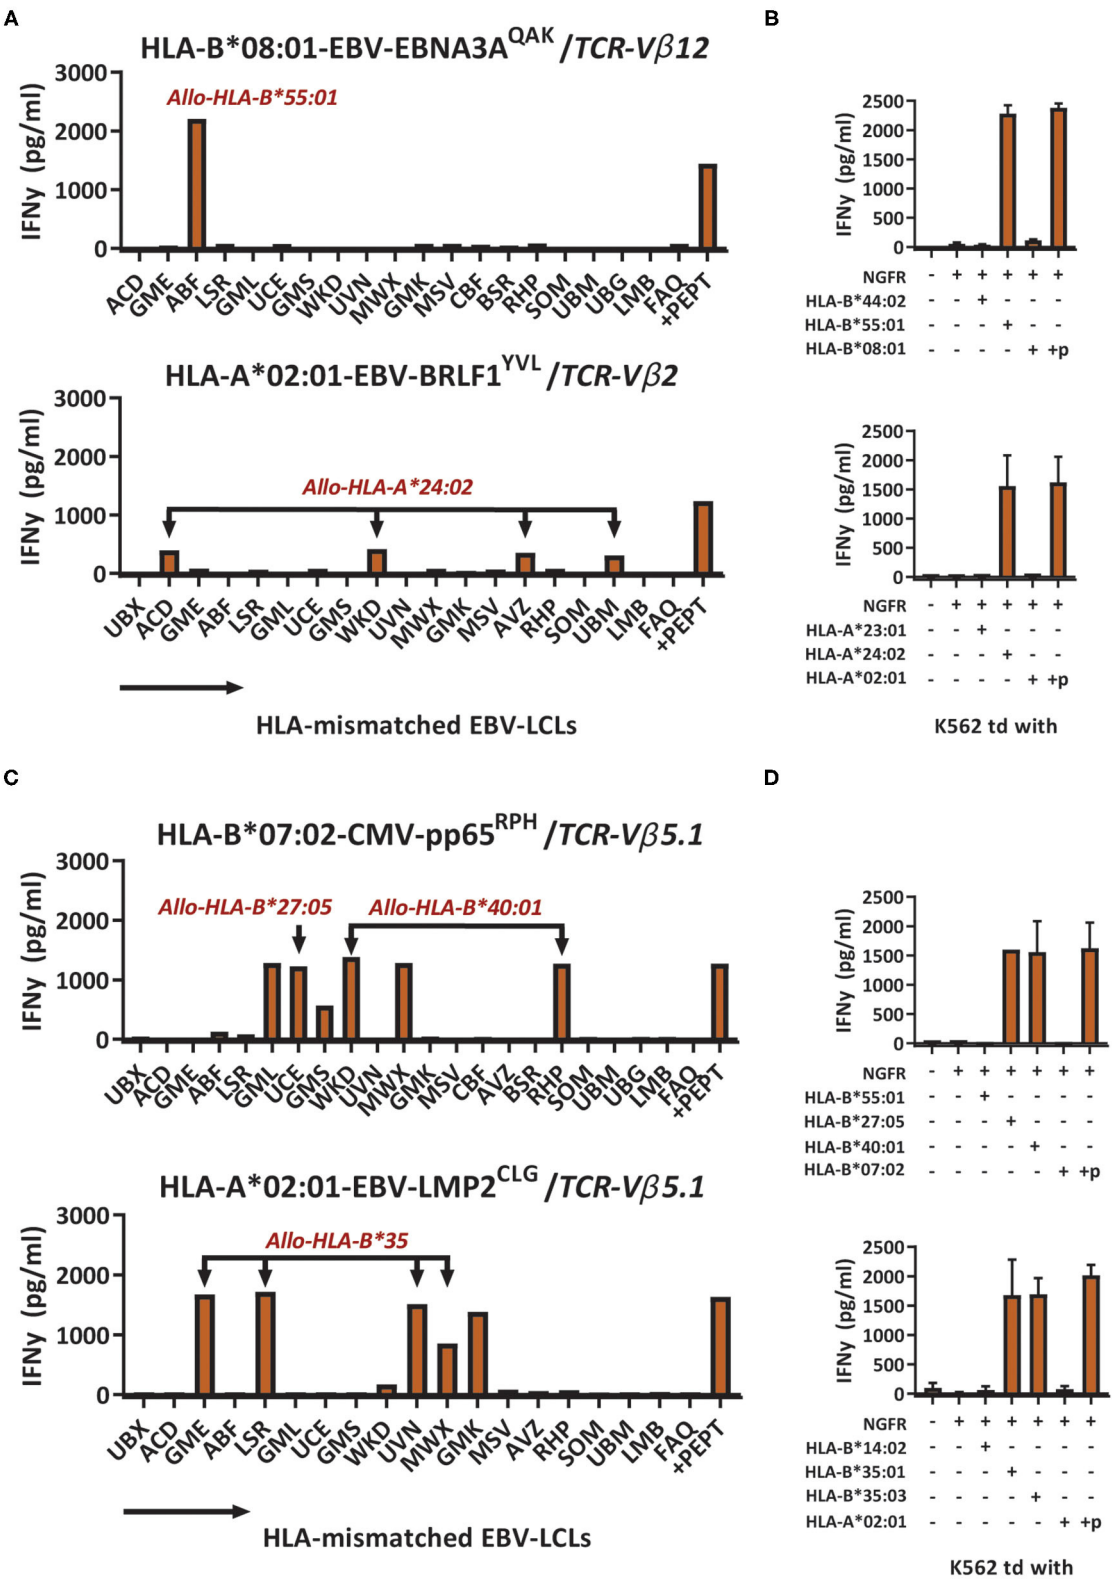 A
HLA-B*08:01-EBV-EBNA3A^QAK /TCR-Vβ12
Allo-HLA-B*55:01
IFNy (pg/ml)
3000
2000
1000
0
ACD GME ABF LSR GML UCE GMS WKD UVN MWX GMK MSV CBF BSR RHP SOM UBM UBG LMB FAQ +PEPT
HLA-A*02:01-EBV-BRLF1^YVL /TCR-Vβ2
Allo-HLA-A*24:02
IFNy (pg/ml)
3000
2000
1000
0
UBX ACD GME ABF LSR GML UCE GMS WKD UVN MWX GMK MSV AVZ RHP SOM UBM LMB FAQ +PEPT
HLA-mismatched EBV-LCLs
B
IFNy (pg/ml)
2500
2000
1500
1000
500
0
NGFR - + + + + +
HLA-B*44:02 - - + - - -
HLA-B*55:01 - - - + - -
HLA-B*08:01 - - - - + +p
IFNy (pg/ml)
2500
2000
1500
1000
500
0
NGFR - + + + + +
HLA-A*23:01 - - + - - -
HLA-A*24:02 - - - + - -
HLA-A*02:01 - - - - + +p
K562 td with
C
HLA-B*07:02-CMV-pp65^RPH /TCR-Vβ5.1
Allo-HLA-B*27:05 Allo-HLA-B*40:01
IFNy (pg/ml)
3000
2000
1000
0
UBX ACD GME ABF LSR GML UCE GMS WKD UVN MWX GMK MSV CBF AVZ BSR RHP SOM UBM UBG LMB FAQ +PEPT
HLA-A*02:01-EBV-LMP2^CLG /TCR-Vβ5.1
Allo-HLA-B*35
IFNy (pg/ml)
3000
2000
1000
0
UBX ACD GME ABF LSR GML UCE GMS WKD UVN MWX GMK MSV AVZ RHP SOM UBM LMB FAQ +PEPT
HLA-mismatched EBV-LCLs
D
IFNy (pg/ml)
2500
2000
1500
1000
500
0
NGFR - + + + + + +
HLA-B*55:01 - - + - - - -
HLA-B*27:05 - - - + - - -
HLA-B*40:01 - - - - + - -
HLA-B*07:02 - - - - - + +p
IFNy (pg/ml)
2500
2000
1500
1000
500
0
NGFR - + + + + + +
HLA-B*14:02 - - + - - - -
HLA-B*35:01 - - - + - - -
HLA-B*35:03 - - - - + - -
HLA-A*02:01 - - - - - + +p
K562 td with